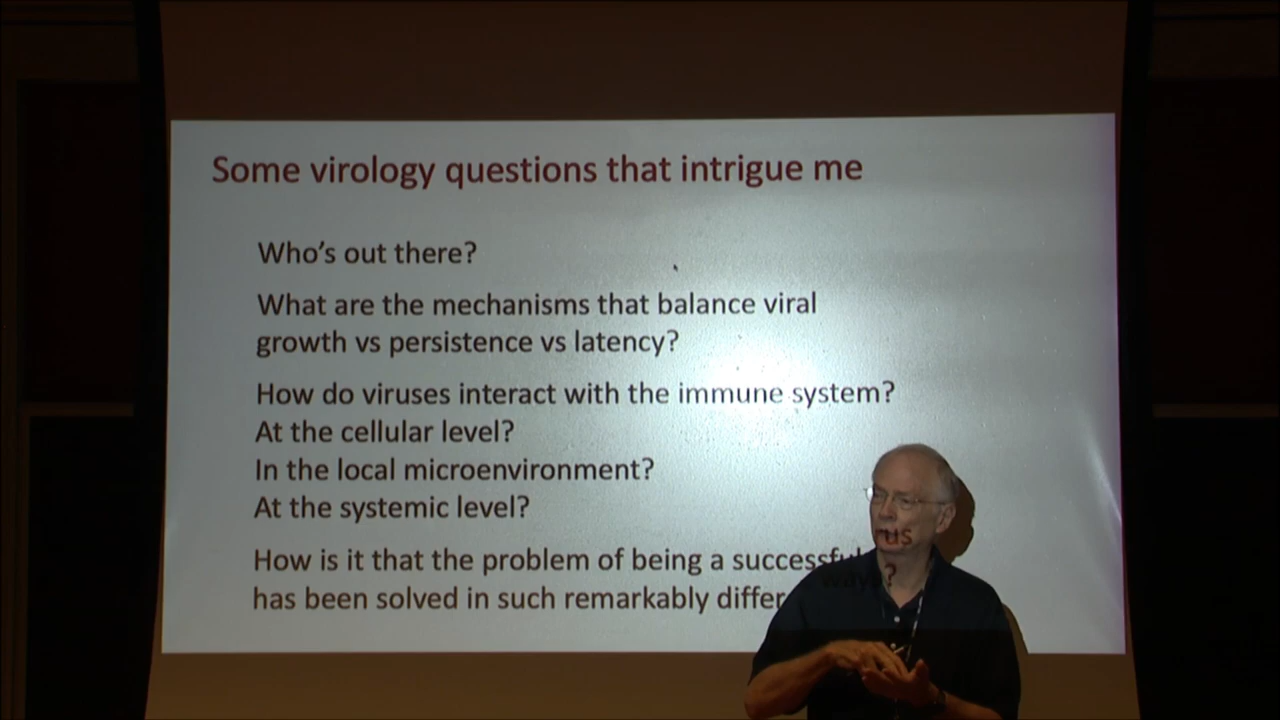 Some virology questions that intrigue me
Who's out there?
What are the mechanisms that balance viral
growth vs persistence vs latency?
How do viruses interact with the immune system?
At the cellular level?
In the local microenvironment?
At the systemic level?
How is it that the problem of being a successful us
has been solved in such remarkably differ ways?